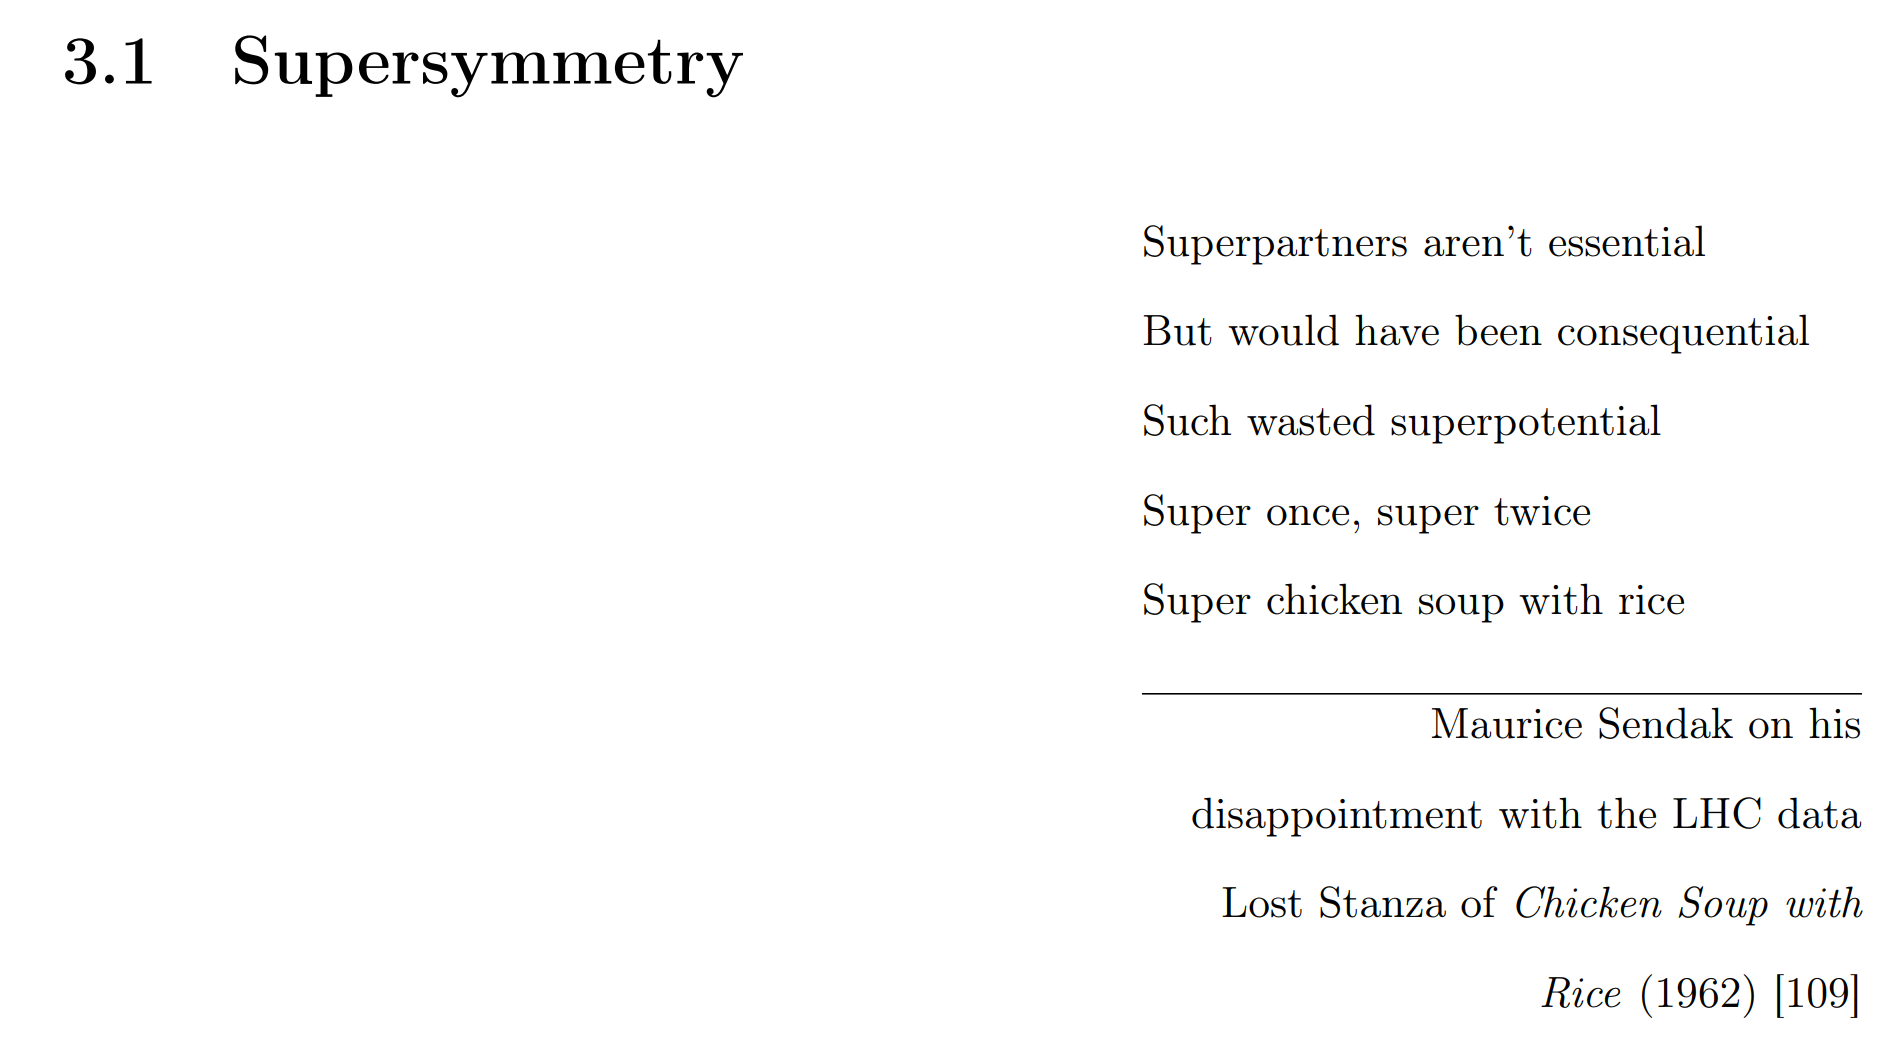 3.1 Supersymmetry
Superpartners aren't essential
But would have been consequential
Such wasted superpotential
Super once, super twice
Super chicken soup with rice
Maurice Sendak on his
disappointment with the LHC data
Lost Stanza of Chicken Soup with
Rice (1962) [109]